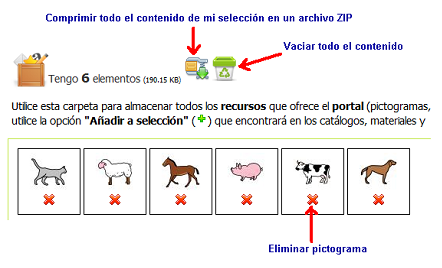 Comprimir todo el contenido de mi selección en un archivo ZIP
Vaciar todo el contenido
Tengo 6 elementos (190.15 KB)
Utilice esta carpeta para almacenar todos los recursos que ofrece el portal (pictogramas,
utilice la opción "Añadir a selección" (+) que encontrará en los catálogos, materiales y
Eliminar pictograma